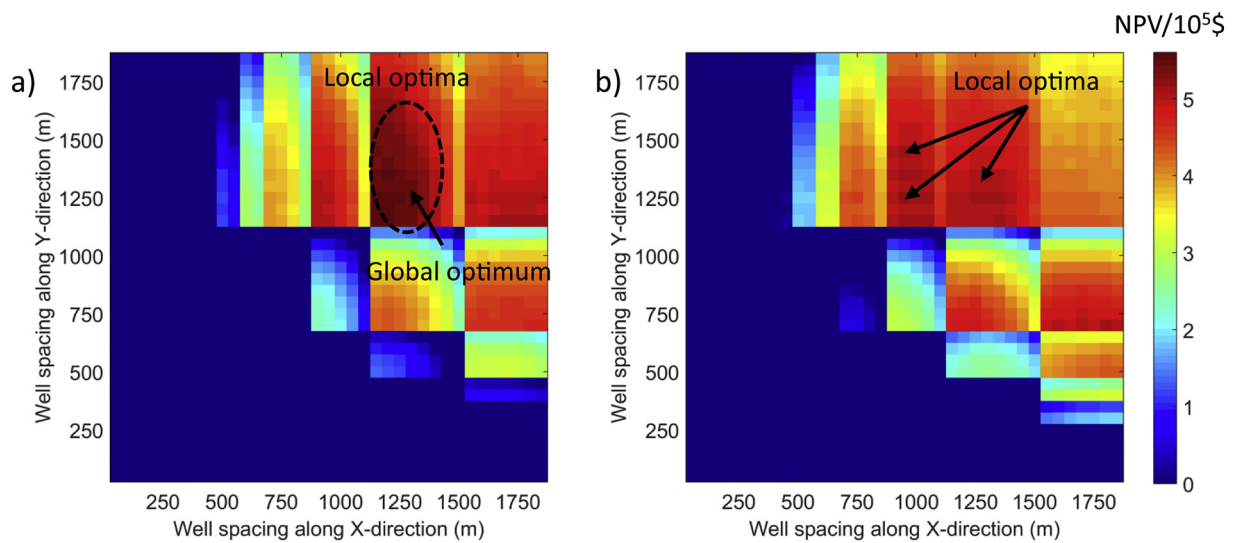 NPV/10⁵$
a)
Local optima
Global optimum
1750
1500
1250
1000
750
500
250
Well spacing along Y-direction (m)
250 500 750 1000 1250 1500 1750
Well spacing along X-direction (m)
b)
Local optima
1750
1500
1250
1000
750
500
250
Well spacing along Y-direction (m)
250 500 750 1000 1250 1500 1750
Well spacing along X-direction (m)
5
4
3
2
1
0